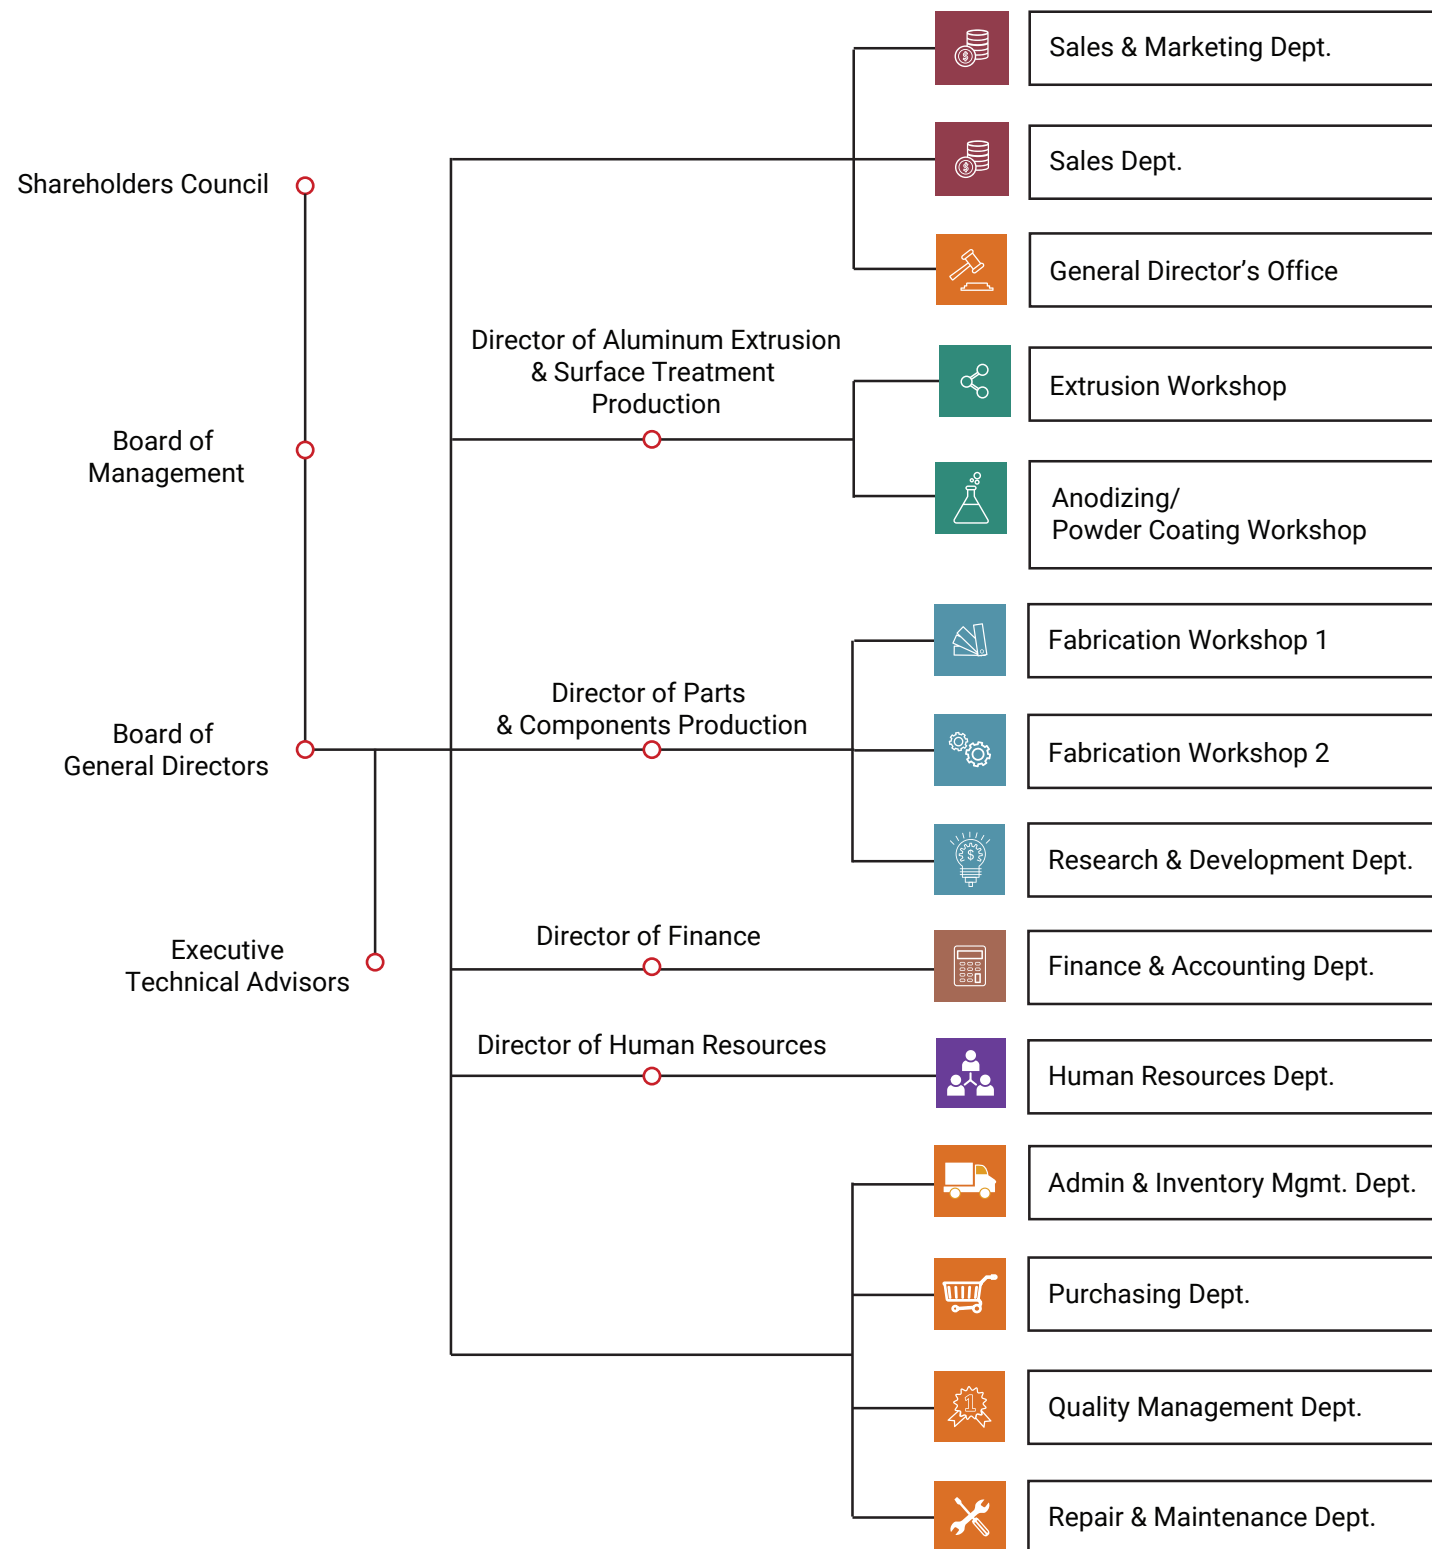 Shareholders Council
Board of
Management
Board of
General Directors
Executive
Technical Advisors
Director of Aluminum Extrusion
& Surface Treatment
Production
Director of Parts
& Components Production
Director of Finance
Director of Human Resources
Sales & Marketing Dept.
Sales Dept.
General Director’s Office
Extrusion Workshop
Anodizing/
Powder Coating Workshop
Fabrication Workshop 1
Fabrication Workshop 2
Research & Development Dept.
Finance & Accounting Dept.
Human Resources Dept.
Admin & Inventory Mgmt. Dept.
Purchasing Dept.
1
Quality Management Dept.
Repair & Maintenance Dept.